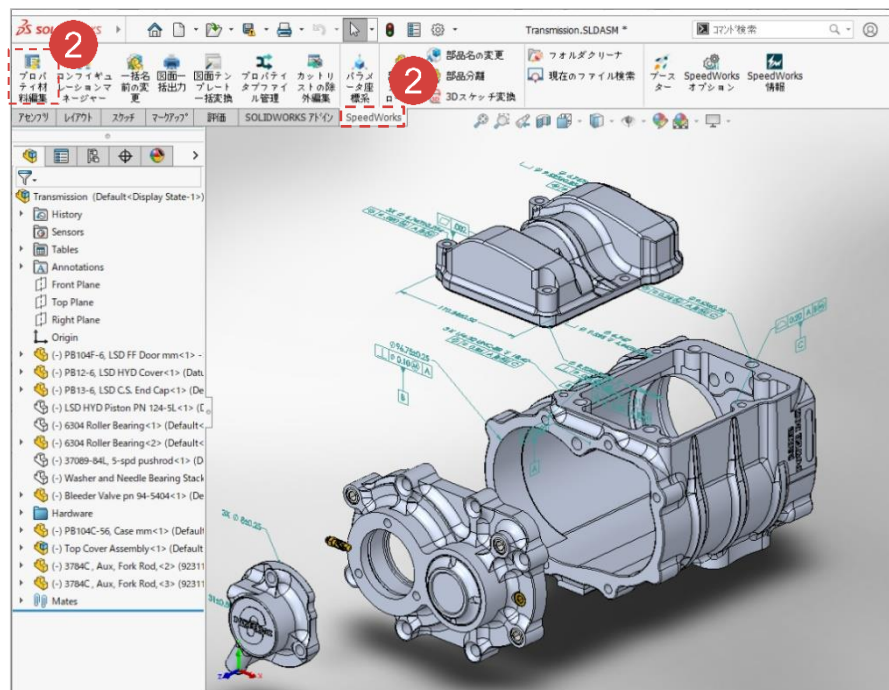 Transmission.SLDASM *
コマンド検索
2
2
プロパ
ティ材
料編集
コンフィギュ
レーションマ
ネージャー
一括名
前の変
更
図面一
括出力
図面テン
プレート
一括変換
プロパティ
タブファイ
ル管理
カットリ
ストの除
外編集
パラメ
ータ座
標系
部品名の変更
部品分離
3Dスケッチ変換
フォルダクリーナ
現在のファイル検索
ブース
ター
SpeedWorks
オプション
SpeedWorks
情報
アセンブリ
レイアウト
スケッチ
マークアップ
評価
SOLIDWORKS アドイン
SpeedWorks
Transmission (Default<Display State-1>)
History
Sensors
Tables
Annotations
Front Plane
Top Plane
Right Plane
Origin
(-) PB104F-6, LSD FF Door mm<1> -
(-) PB12-6, LSD HYD Cover<1> (Datu
(-) PB13-6, LSD C.S. End Cap<1> (De
(-) LSD HYD Piston PN 124-5L<1> (D
(-) 6304 Roller Bearing<1> (Default<
(-) 6304 Roller Bearing<2> (Default<
(-) 37089-84L, 5-spd pushrod<1> (D
(-) Washer and Needle Bearing Stack
(-) Bleeder Valve pn 94-5404<1> (De
Hardware
(-) PB104C-56, Case mm<1> (Default
(-) Top Cover Assembly<1> (Default
(-) 3784C , Aux, Fork Rod,<2> (92311
(-) 3784C , Aux, Fork Rod,<3> (92311
Mates
B
A
C
Z
X